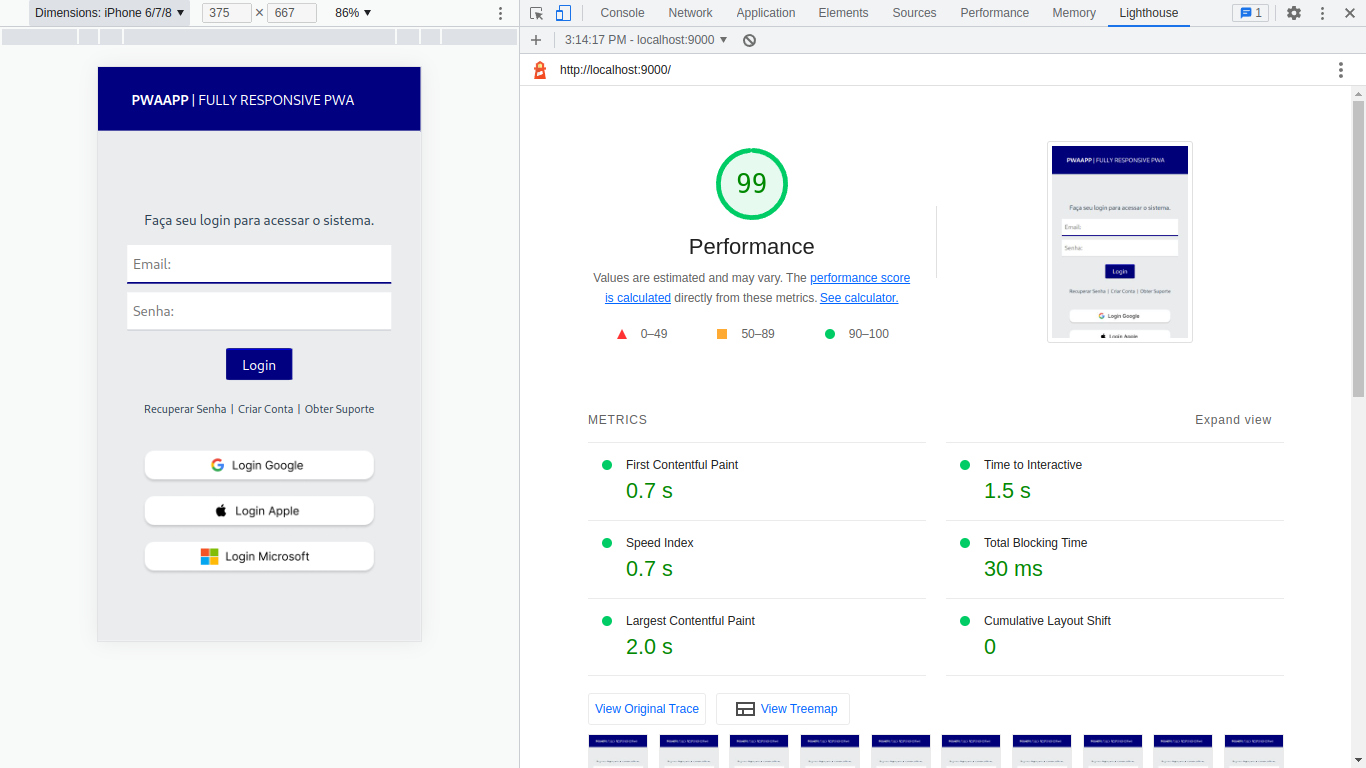 Dimensions: iPhone 6/7/8 ▼ 375 × 667 86% ▼
Console Network Application Elements Sources Performance Memory Lighthouse 1
3:14:17 PM - localhost:9000 ▼
http://localhost:9000/
PWAAPP | FULLY RESPONSIVE PWA
Faça seu login para acessar o sistema.
Email:
Senha:
Login
Recuperar Senha | Criar Conta | Obter Suporte
Login Google
Login Apple
Login Microsoft
99
Performance
Values are estimated and may vary. The performance score
is calculated directly from these metrics. See calculator.
0–49 50–89 90–100
PWAAPP | FULLY RESPONSIVE PWA
Faça seu login para acessar o sistema.
Email:
Senha:
Login
Recuperar Senha | Criar Conta | Obter Suporte
Login Google
Login Apple
METRICS Expand view
First Contentful Paint
0.7 s
Time to Interactive
1.5 s
Speed Index
0.7 s
Total Blocking Time
30 ms
Largest Contentful Paint
2.0 s
Cumulative Layout Shift
0
View Original Trace View Treemap